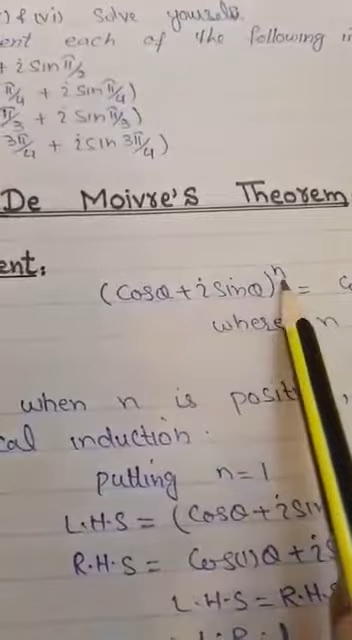 ) & (vi) Solve yourself.
ent each of the following i
+ i Sin π/3
π/4 + i Sin π/4)
π/3 + i Sin π/3)
3π/4 + i sin 3π/4)
De Moivre's Theorem
ent:
(Cosθ + i Sinθ)ⁿ = C
where n
when n is posit
cal induction:
putting n=1
L.H.S = (Cosθ + i Sin
R.H.S = Cos(1)θ + i S
L.H.S = R.H.S